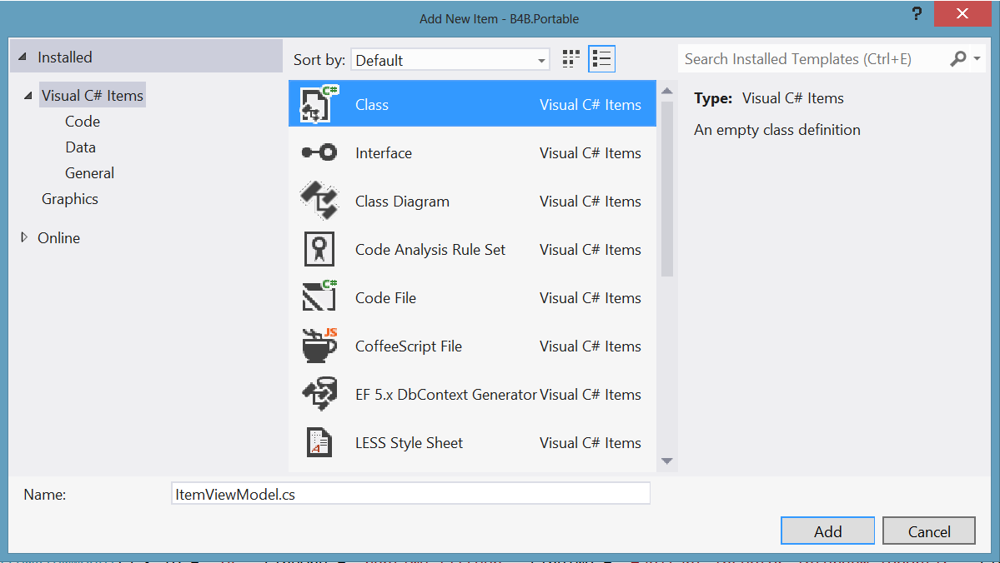 Add New Item - B4B.Portable
?
Installed
Visual C# Items
Code
Data
General
Graphics
Online
Sort by: Default
Search Installed Templates (Ctrl+E)
C#
Class Visual C# Items
Interface Visual C# Items
Class Diagram Visual C# Items
Code Analysis Rule Set Visual C# Items
C#
Code File Visual C# Items
JS
CoffeeScript File Visual C# Items
EF 5.x DbContext Generator Visual C# Items
A
LESS Style Sheet Visual C# Items
Type: Visual C# Items
An empty class definition
Name: ItemViewModel.cs
Add Cancel